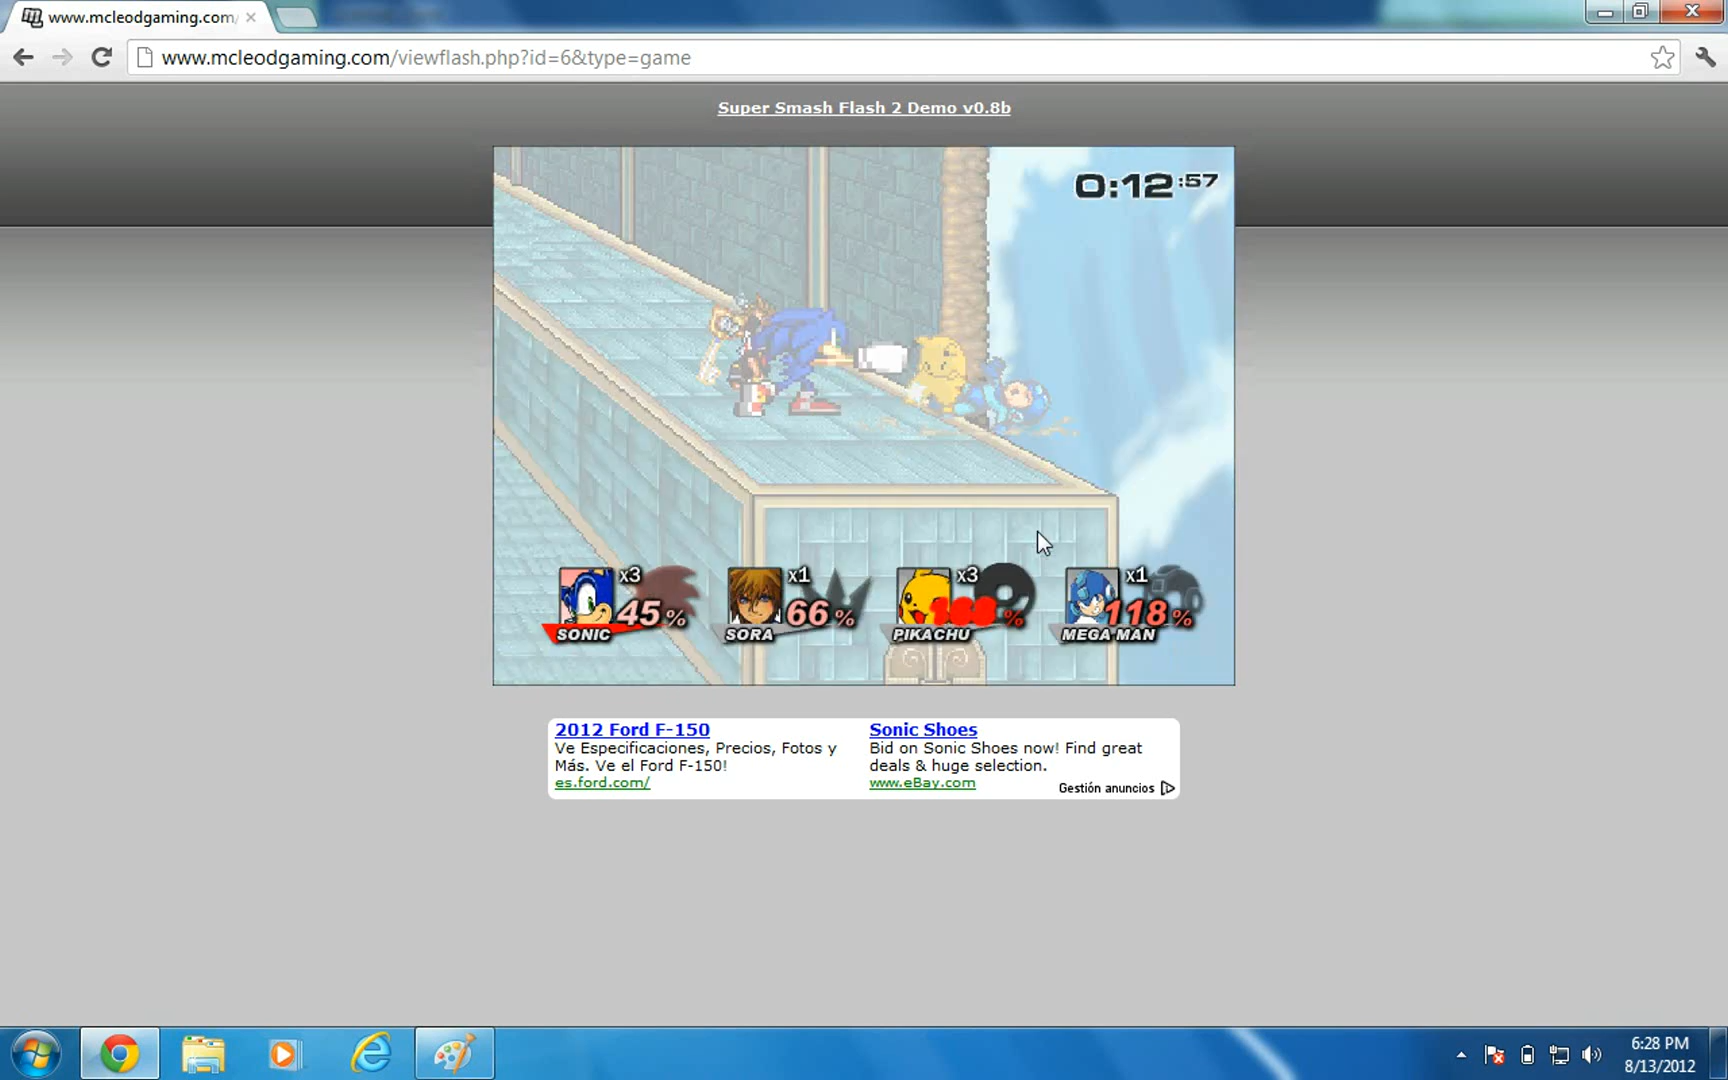 www.mcleodgaming.com/
www.mcleodgaming.com/viewflash.php?id=6&type=game
Super Smash Flash 2 Demo v0.8b
0:12:57
x3
45%
SONIC
x1
66%
SORA
x3
%
PIKACHU
x1
118%
MEGA MAN
2012 Ford F-150
Ve Especificaciones, Precios, Fotos y
Más. Ve el Ford F-150!
es.ford.com/
Sonic Shoes
Bid on Sonic Shoes now! Find great
deals & huge selection.
www.eBay.com
Gestión anuncios
6:28 PM
8/13/2012